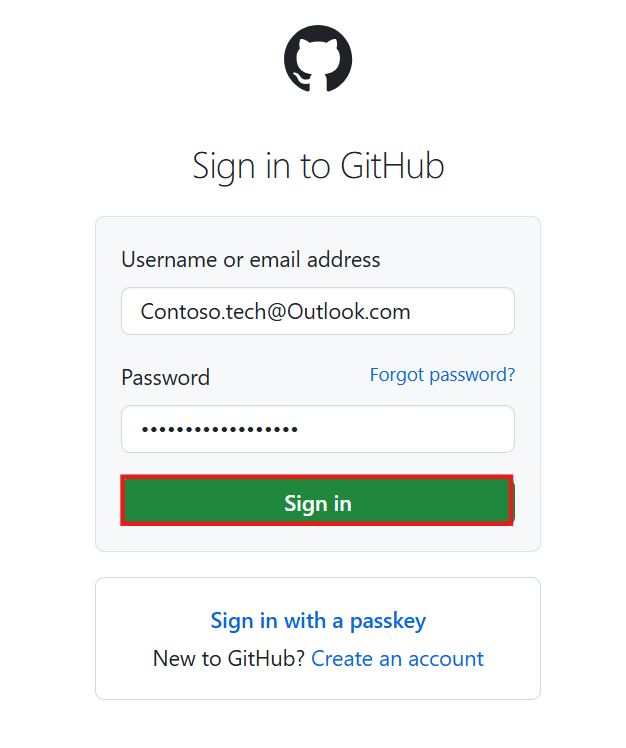 Sign in to GitHub
Username or email address
Contoso.tech@Outlook.com
Password Forgot password?
••••••••••••••••••
Sign in
Sign in with a passkey
New to GitHub? Create an account